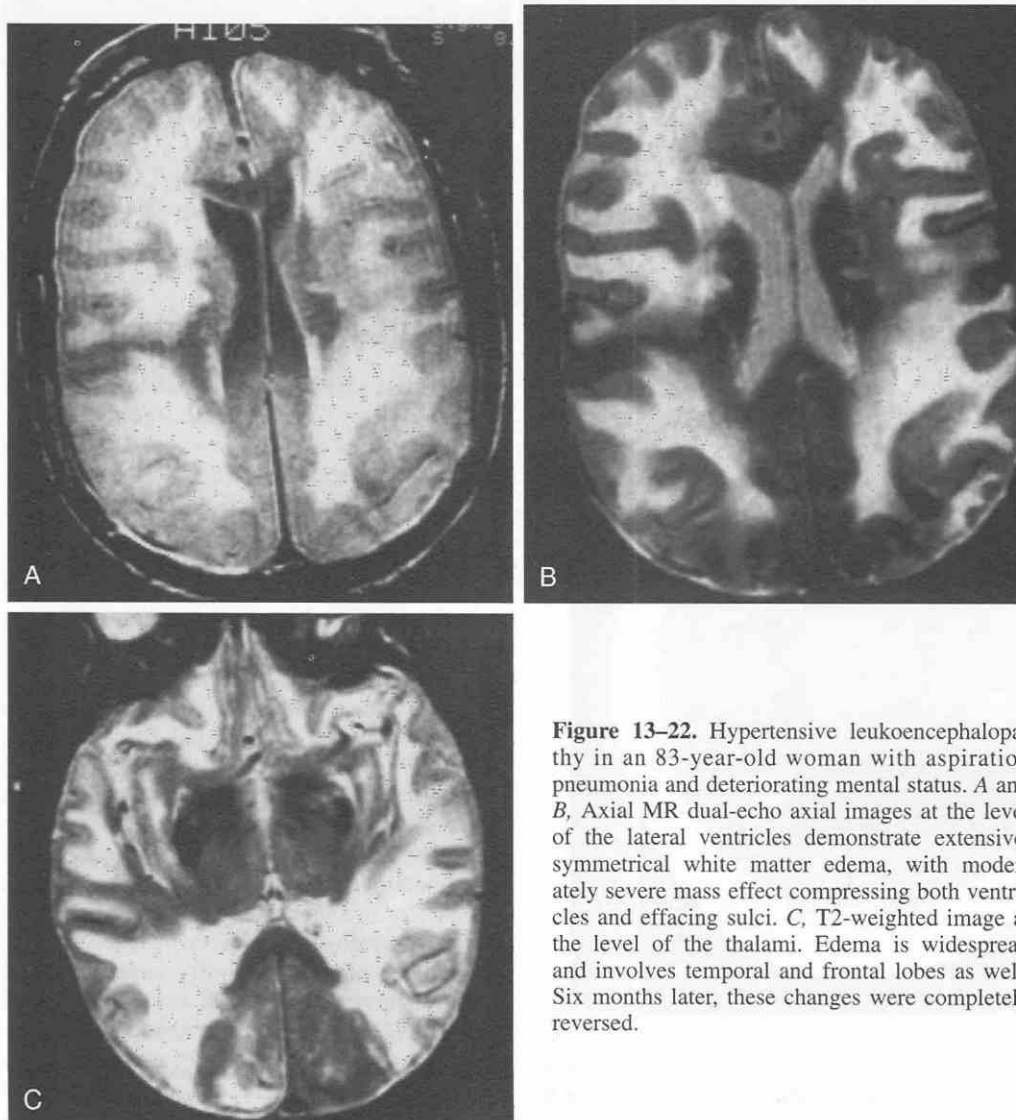 A
B
C
Figure 13–22. Hypertensive leukoencephalopa
thy in an 83-year-old woman with aspiratio
pneumonia and deteriorating mental status. A an
B, Axial MR dual-echo axial images at the leve
of the lateral ventricles demonstrate extensive
symmetrical white matter edema, with moder
ately severe mass effect compressing both ventr
cles and effacing sulci. C, T2-weighted image a
the level of the thalami. Edema is widesprea
and involves temporal and frontal lobes as well
Six months later, these changes were completel
reversed.